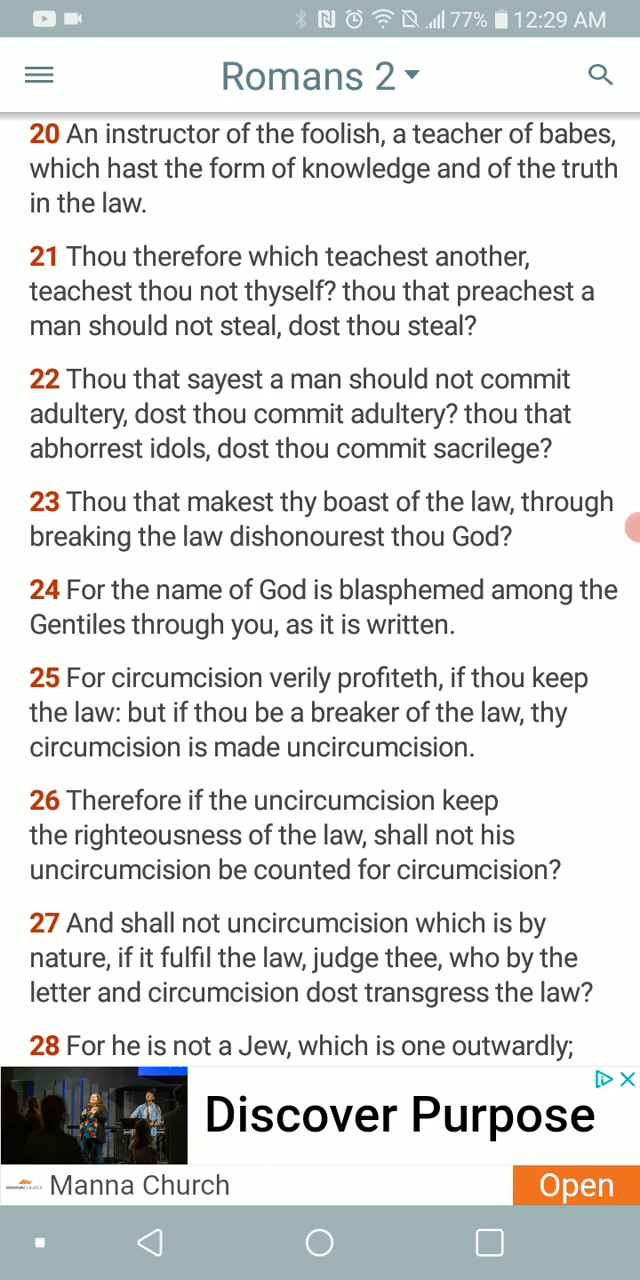 77% 12:29 AM
Romans 2
20 An instructor of the foolish, a teacher of babes,
which hast the form of knowledge and of the truth
in the law.
21 Thou therefore which teachest another,
teachest thou not thyself? thou that preachest a
man should not steal, dost thou steal?
22 Thou that sayest a man should not commit
adultery, dost thou commit adultery? thou that
abhorrest idols, dost thou commit sacrilege?
23 Thou that makest thy boast of the law, through
breaking the law dishonourest thou God?
24 For the name of God is blasphemed among the
Gentiles through you, as it is written.
25 For circumcision verily profiteth, if thou keep
the law: but if thou be a breaker of the law, thy
circumcision is made uncircumcision.
26 Therefore if the uncircumcision keep
the righteousness of the law, shall not his
uncircumcision be counted for circumcision?
27 And shall not uncircumcision which is by
nature, if it fulfil the law, judge thee, who by the
letter and circumcision dost transgress the law?
28 For he is not a Jew, which is one outwardly;
Discover Purpose
MANNA CHURCH Manna Church
Open